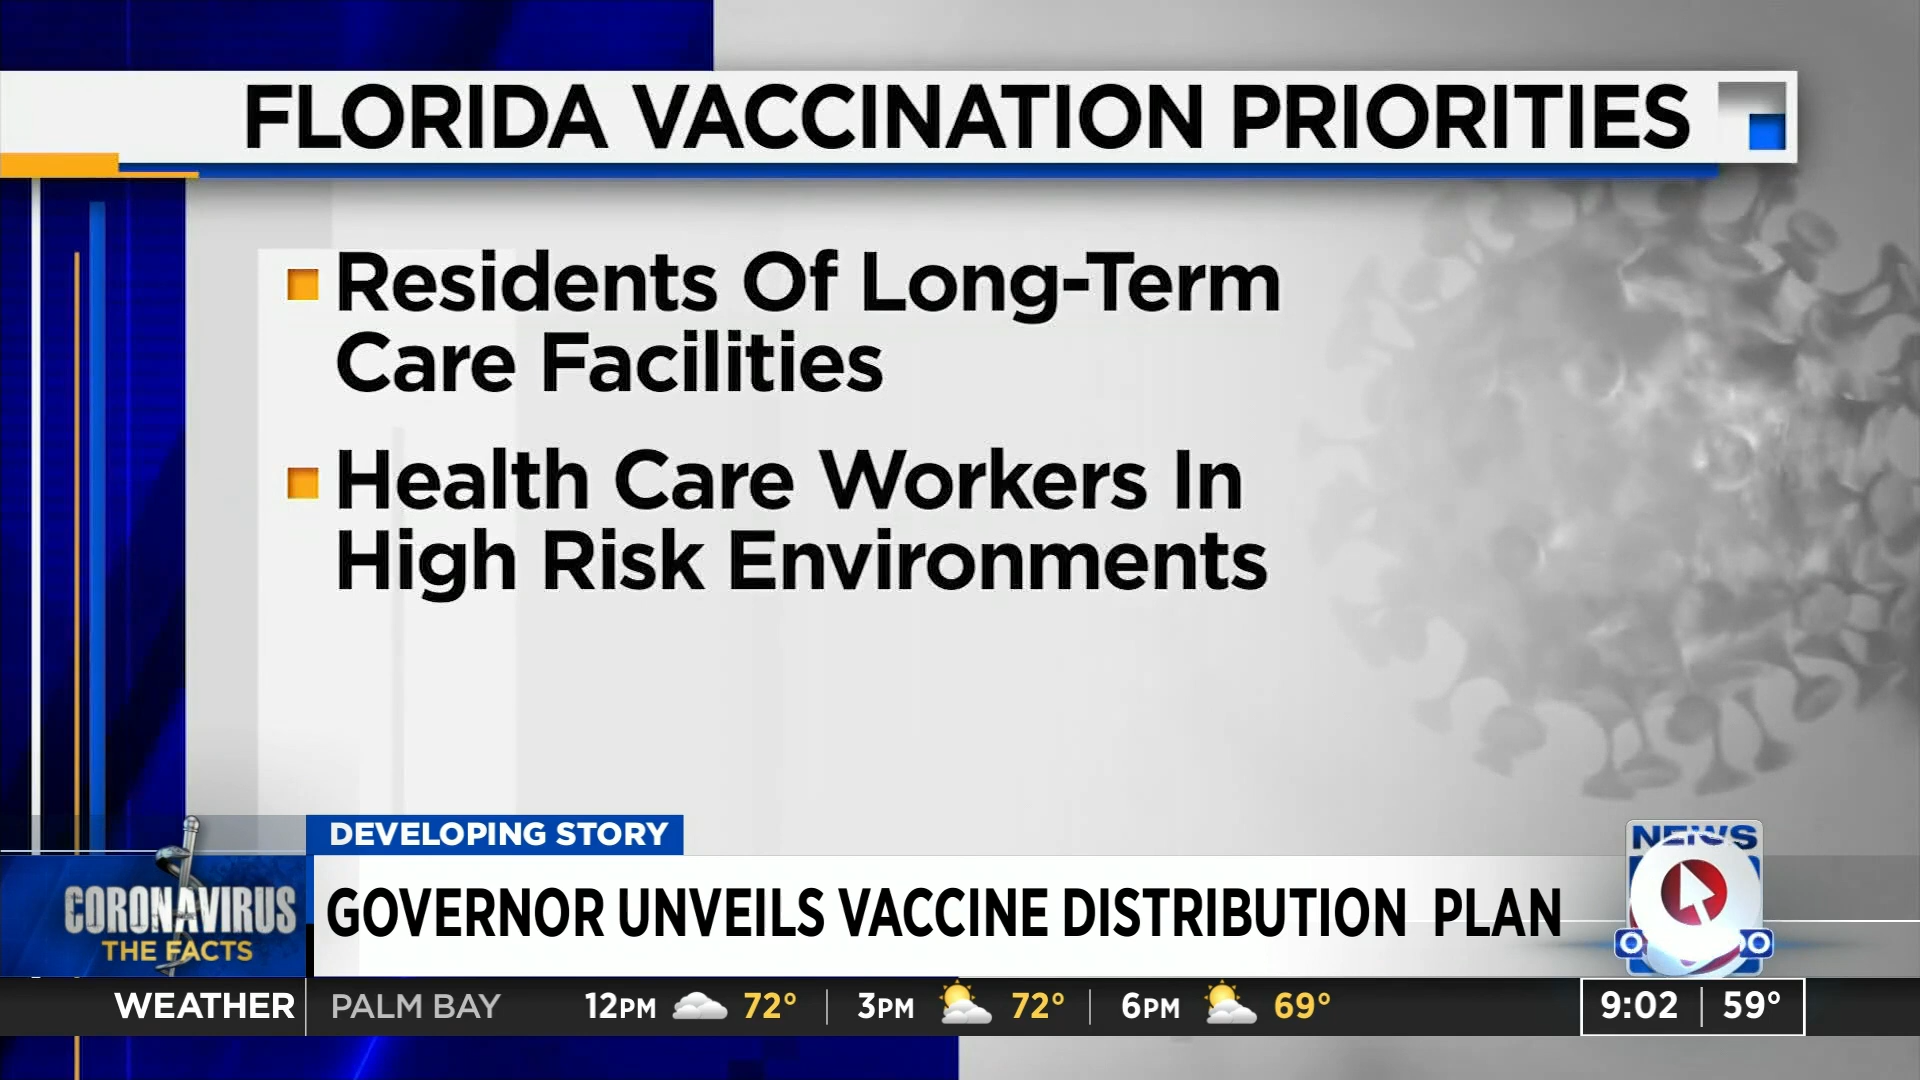 FLORIDA VACCINATION PRIORITIES
Residents Of Long-Term
Care Facilities
Health Care Workers In
High Risk Environments
DEVELOPING STORY
CORONAVIRUS
THE FACTS
GOVERNOR UNVEILS VACCINE DISTRIBUTION PLAN
NEWS
WEATHER PALM BAY 12PM 72° 3PM 72° 6PM 69° 9:02 59°